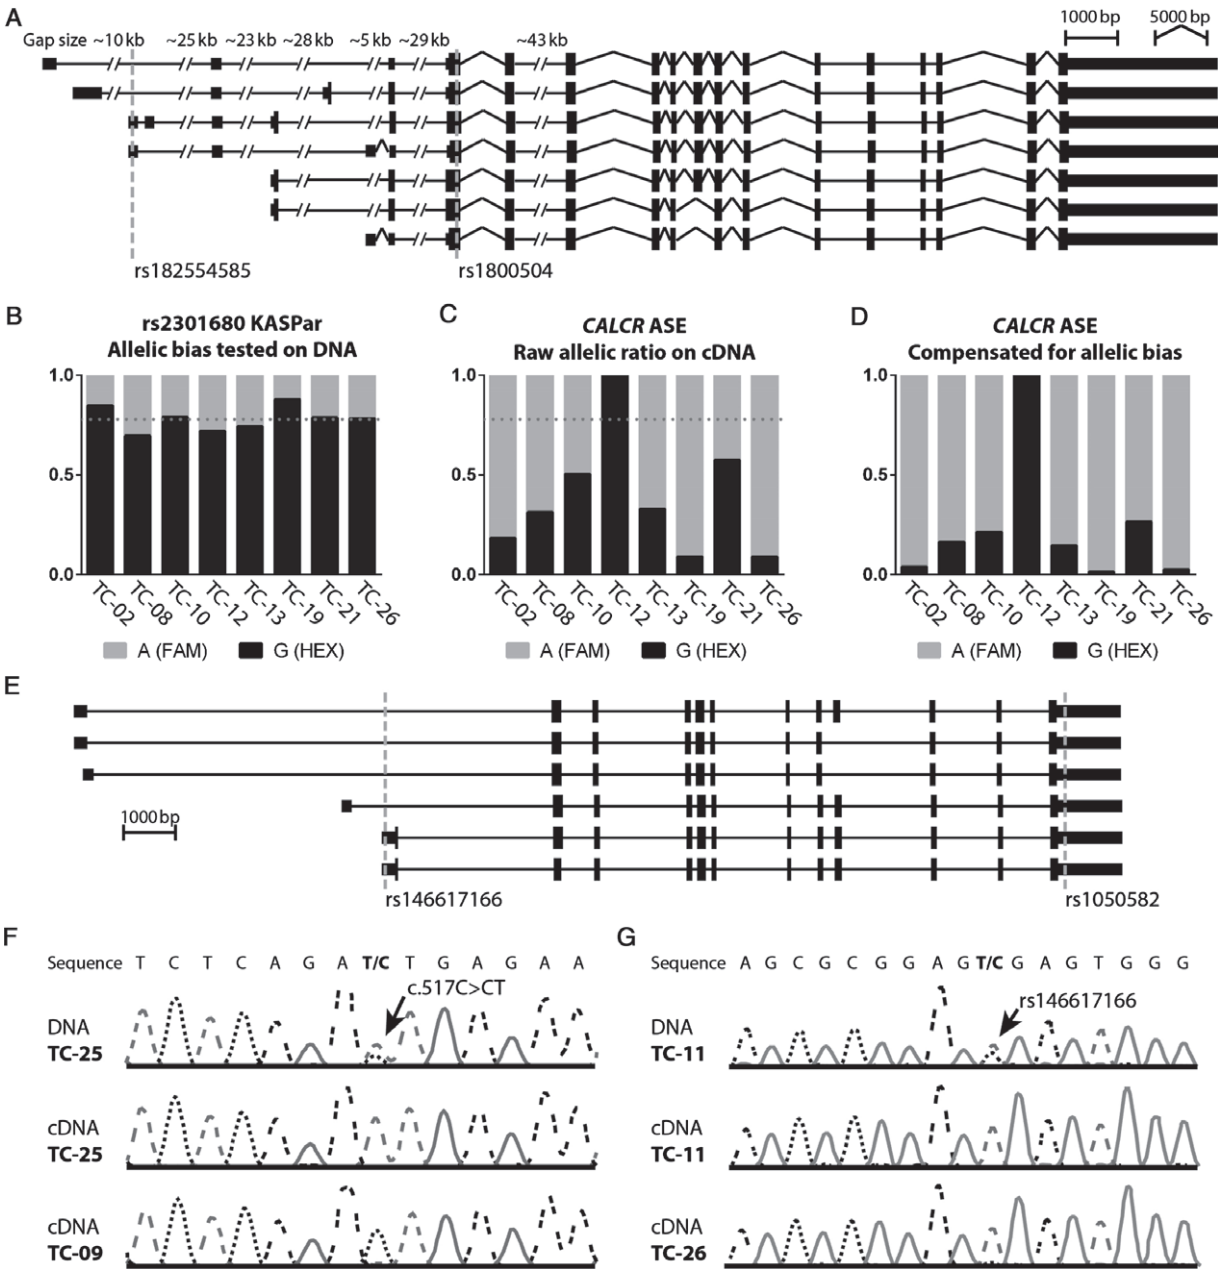 A
1000 bp 5000 bp
Gap size ~10 kb ~25 kb ~23 kb ~28 kb ~5 kb ~29 kb ~43 kb
rs182554585 rs1800504
B
rs2301680 KASPar
Allelic bias tested on DNA
1.0
0.5
0.0
TC-02 TC-08 TC-10 TC-12 TC-13 TC-19 TC-21 TC-26
A (FAM) G (HEX)
C
CALCR ASE
Raw allelic ratio on cDNA
1.0
0.5
0.0
TC-02 TC-08 TC-10 TC-12 TC-13 TC-19 TC-21 TC-26
A (FAM) G (HEX)
D
CALCR ASE
Compensated for allelic bias
1.0
0.5
0.0
TC-02 TC-08 TC-10 TC-12 TC-13 TC-19 TC-21 TC-26
A (FAM) G (HEX)
E
1000 bp
rs146617166 rs1050582
F
Sequence T C T C A G A T/C T G A G A A
c.517C>CT
DNA
TC-25
cDNA
TC-25
cDNA
TC-09
G
Sequence A G C G C G G A G T/C G A G T G G G
rs146617166
DNA
TC-11
cDNA
TC-11
cDNA
TC-26